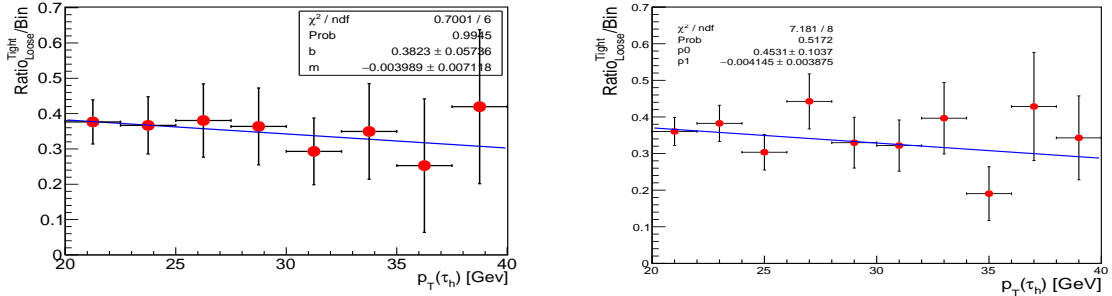 χ² / ndf 0.7001 / 6
Prob 0.9945
b 0.3823 ± 0.05736
m −0.003989 ± 0.007118
Ratio^Tight_Loose/Bin
0.7
0.6
0.5
0.4
0.3
0.2
0.1
0
20 25 30 35 40
p_T(τ_h) [Gev]
χ² / ndf 7.181 / 8
Prob 0.5172
p0 0.4531 ± 0.1037
p1 −0.004145 ± 0.003875
Ratio^Tight_Loose/Bin
0.7
0.6
0.5
0.4
0.3
0.2
0.1
0.0
20 25 30 35 40
p_T(τ_h) [GeV]